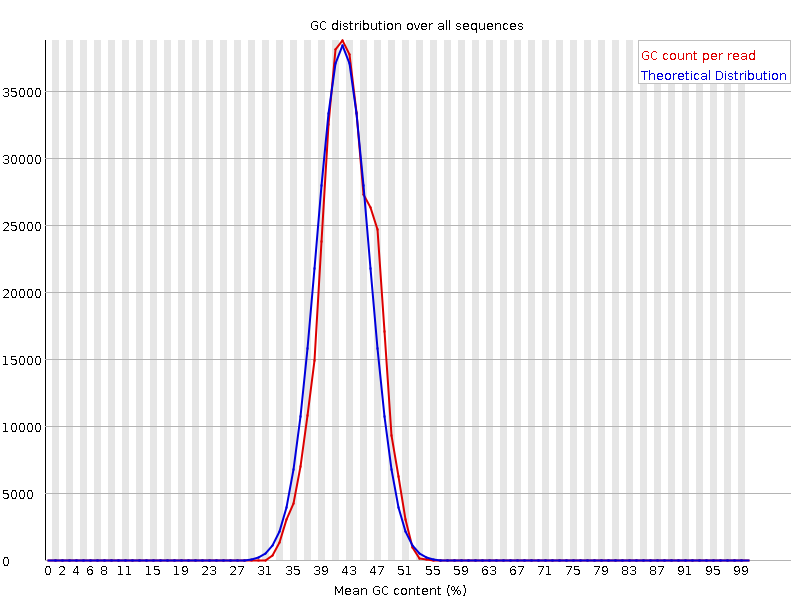 GC distribution over all sequences
GC count per read
Theoretical Distribution
35000
30000
25000
20000
15000
10000
5000
0
0 2 4 6 8 11 15 19 23 27 31 35 39 43 47 51 55 59 63 67 71 75 79 83 87 91 95 99
Mean GC content (%)